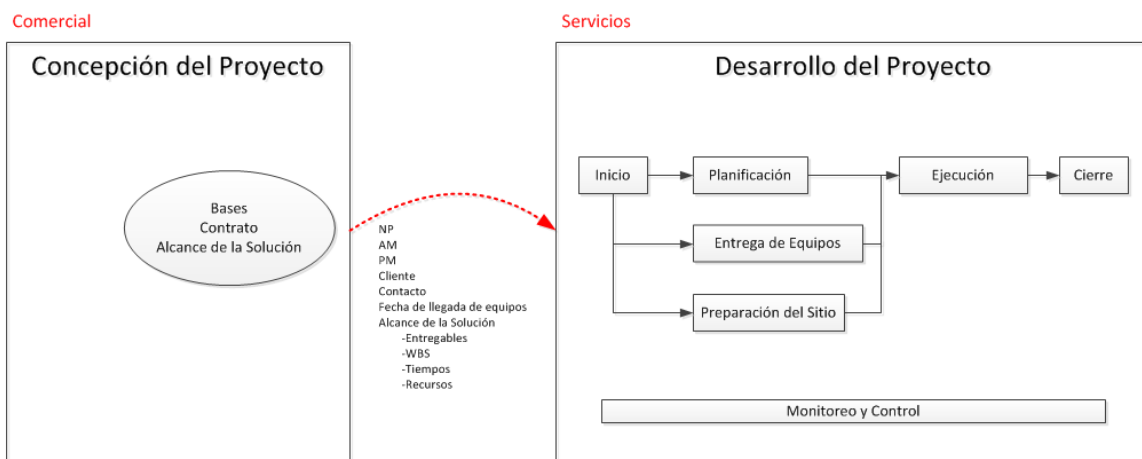 Comercial
Concepción del Proyecto
Bases
Contrato
Alcance de la Solución
NP
AM
PM
Cliente
Contacto
Fecha de llegada de equipos
Alcance de la Solución
-Entregables
-WBS
-Tiempos
-Recursos
Servicios
Desarrollo del Proyecto
Inicio
Planificación
Ejecución
Cierre
Entrega de Equipos
Preparación del Sitio
Monitoreo y Control